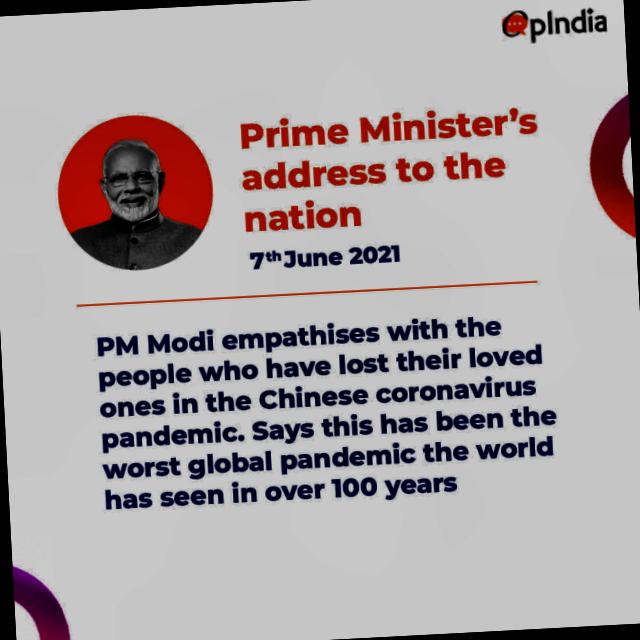 OpIndia
Prime Minister's
address to the
nation
7th June 2021
PM Modi empathises with the
people who have lost their loved
ones in the Chinese coronavirus
pandemic. Says this has been the
worst global pandemic the world
has seen in over 100 years